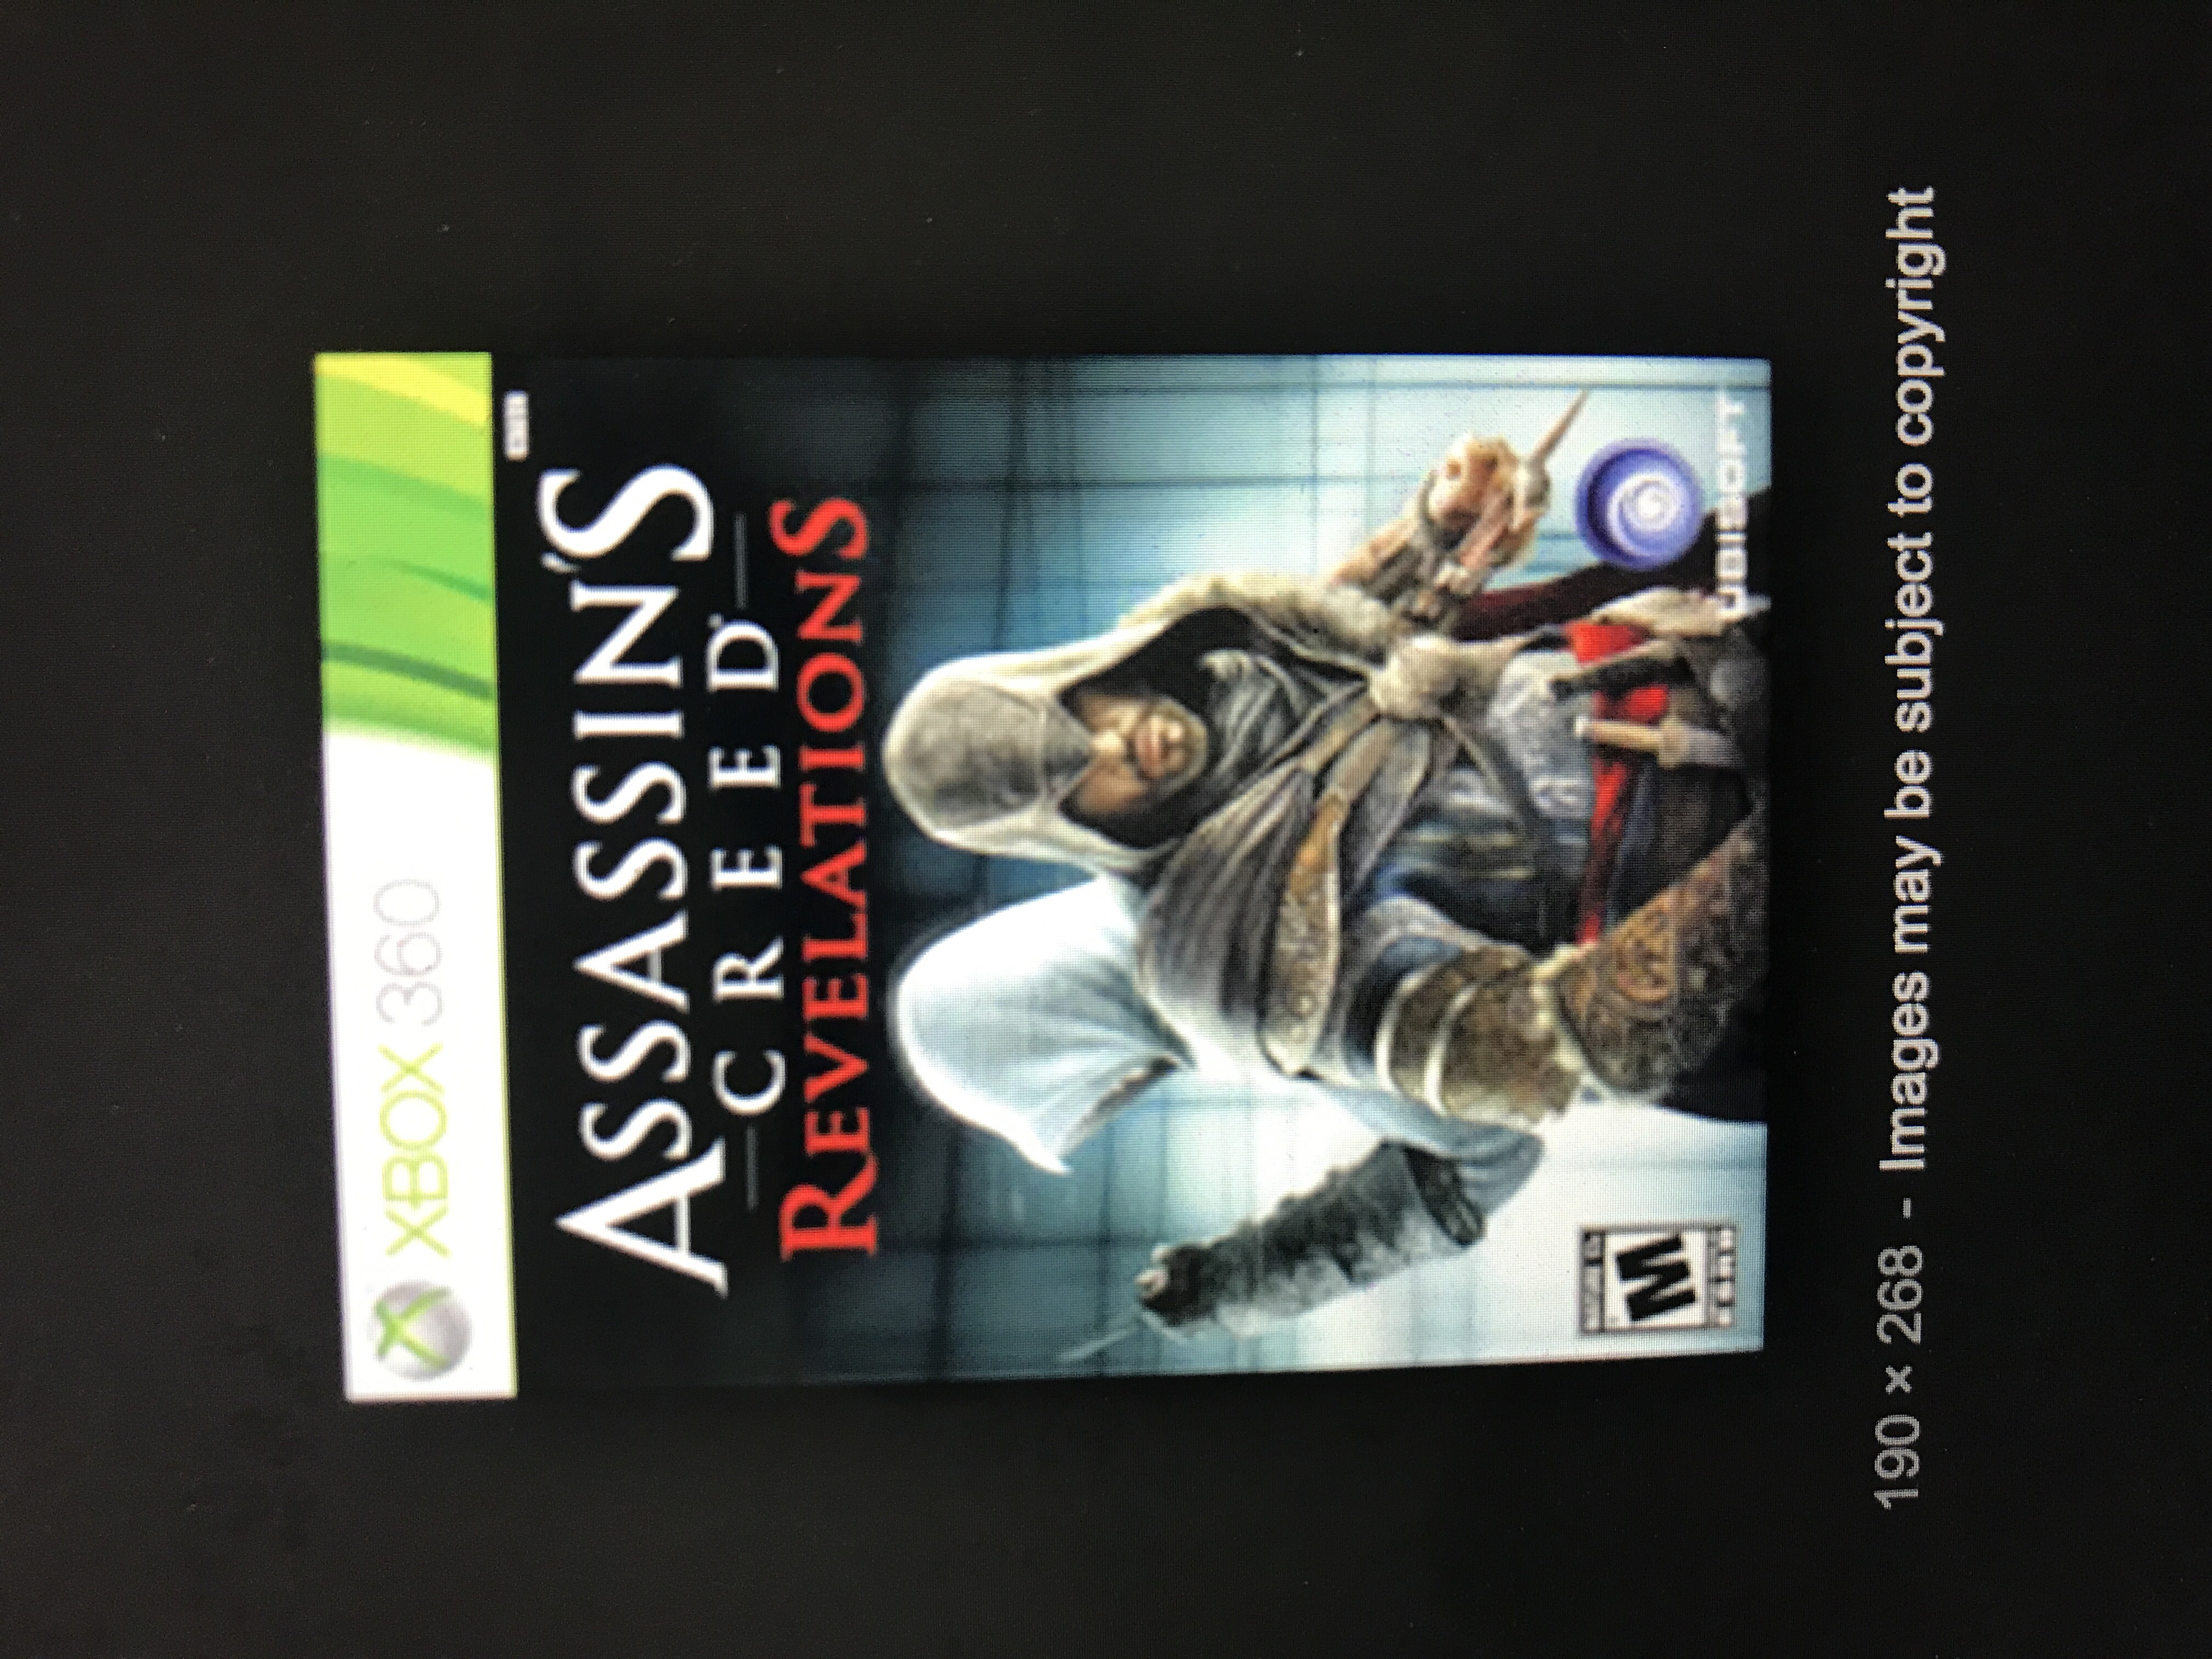 XBOX 360
ASSASSIN'S
CREED
REVELATIONS
M
UBISOFT
190 × 268 - Images may be subject to copyright